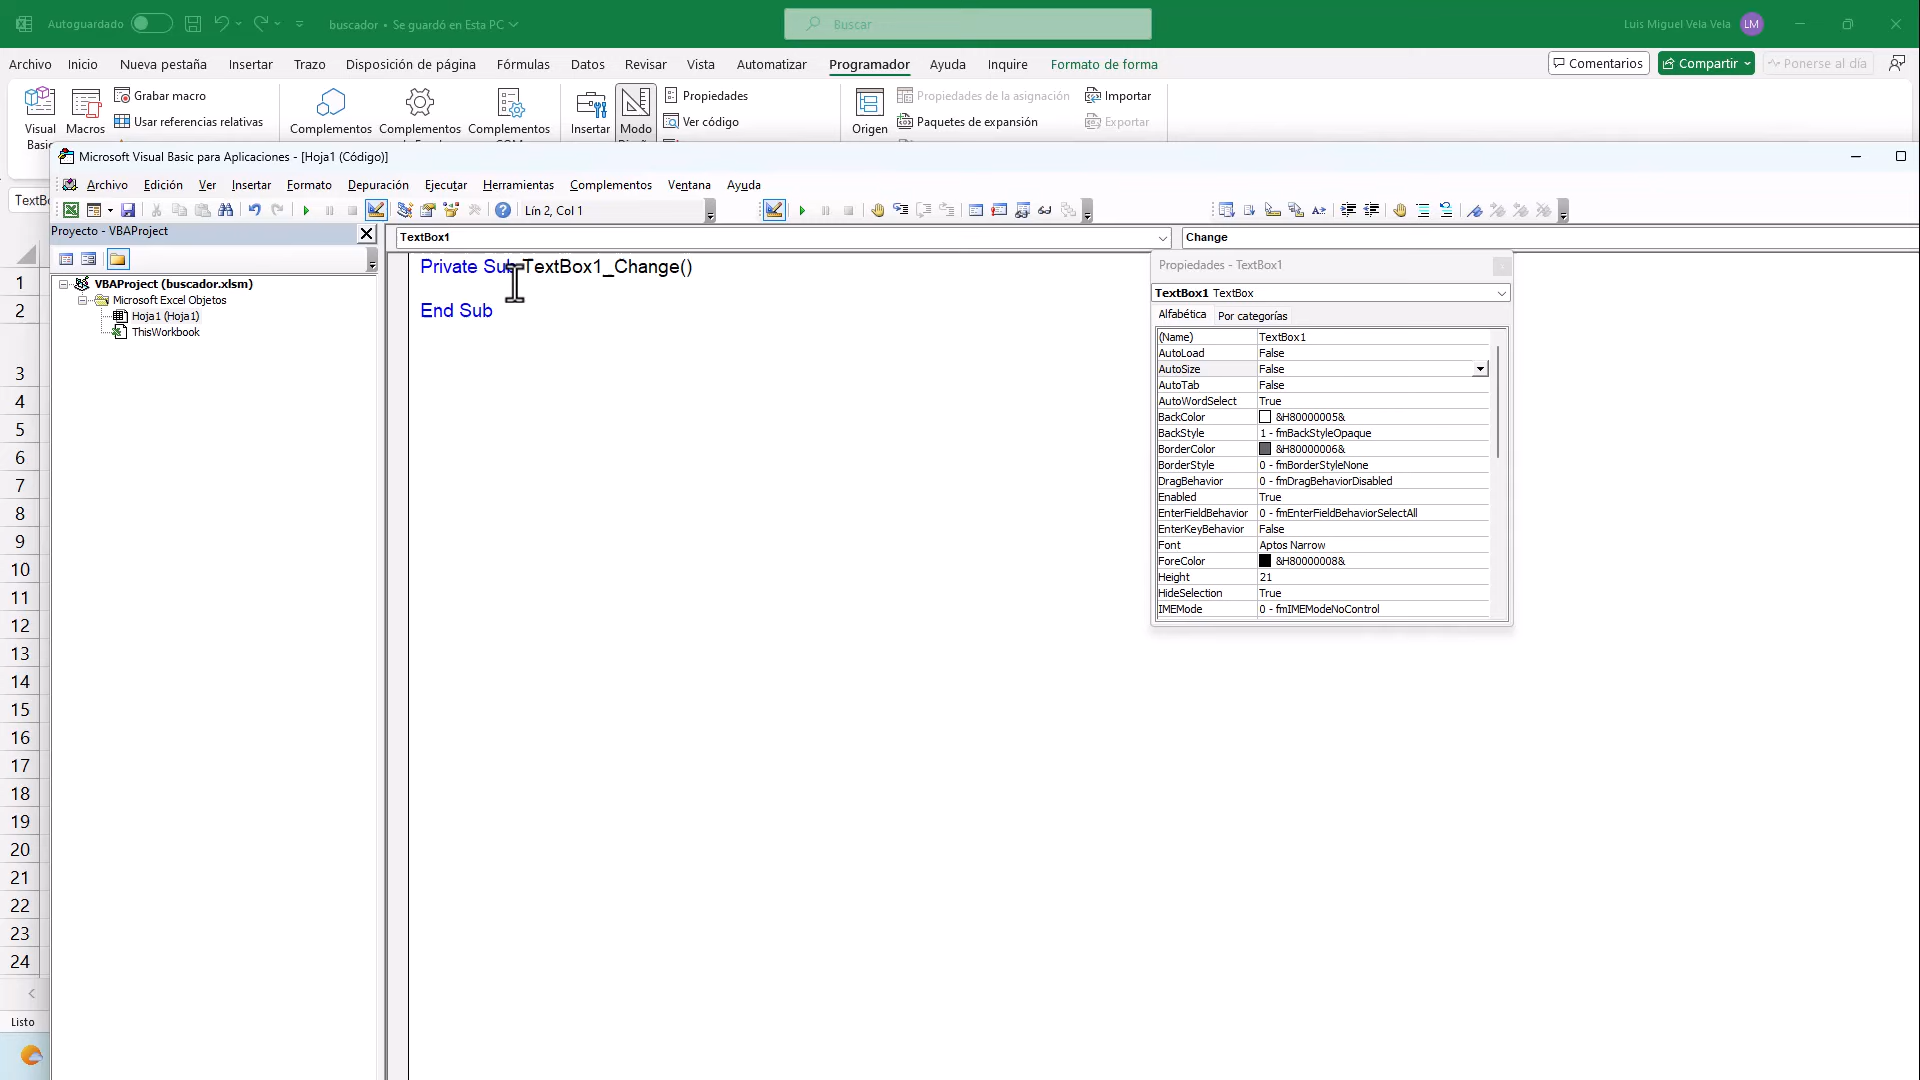 Autoguardado
buscador • Se guardó en Esta PC
Buscar
Luis Miguel Vela Vela
LM
Archivo Inicio Nueva pestaña Insertar Trazo Disposición de página Fórmulas Datos Revisar Vista Automatizar Programador Ayuda Inquire Formato de forma
Comentarios Compartir Ponerse al día
Grabar macro
Usar referencias relativas
Visual
Macros Complementos Complementos Complementos Insertar Modo
Propiedades
Ver código
Origen
Propiedades de la asignación
Paquetes de expansión
Importar
Exportar
Microsoft Visual Basic para Aplicaciones - [Hoja1 (Código)]
Archivo Edición Ver Insertar Formato Depuración Ejecutar Herramientas Complementos Ventana Ayuda
Lín 2, Col 1
Proyecto - VBAProject
VBAProject (buscador.xlsm)
Microsoft Excel Objetos
Hoja1 (Hoja1)
ThisWorkbook
TextBox1
Change
Private Sub TextBox1_Change()
End Sub
Propiedades - TextBox1
TextBox1 TextBox
Alfabética Por categorías
(Name) TextBox1
AutoLoad False
AutoSize False
AutoTab False
AutoWordSelect True
BackColor &H80000005&
BackStyle 1 - fmBackStyleOpaque
BorderColor &H80000006&
BorderStyle 0 - fmBorderStyleNone
DragBehavior 0 - fmDragBehaviorDisabled
Enabled True
EnterFieldBehavior 0 - fmEnterFieldBehaviorSelectAll
EnterKeyBehavior False
Font Aptos Narrow
ForeColor &H80000008&
Height 21
HideSelection True
IMEMode 0 - fmIMEModeNoControl
1
2
3
4
5
6
7
8
9
10
11
12
13
14
15
16
17
18
19
20
21
22
23
24
Listo